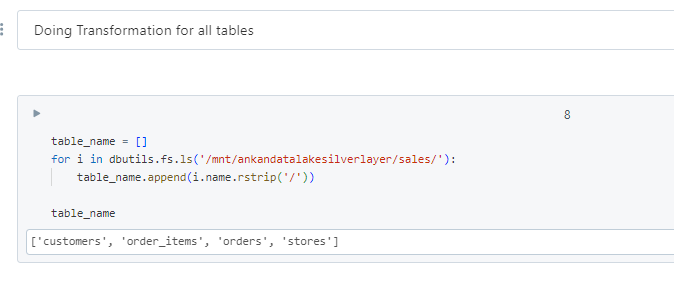 Doing Transformation for all tables
8
table_name = []
for i in dbutils.fs.ls('/mnt/ankandatalakesilverlayer/sales/'):
    table_name.append(i.name.rstrip('/'))
table_name
['customers', 'order_items', 'orders', 'stores']